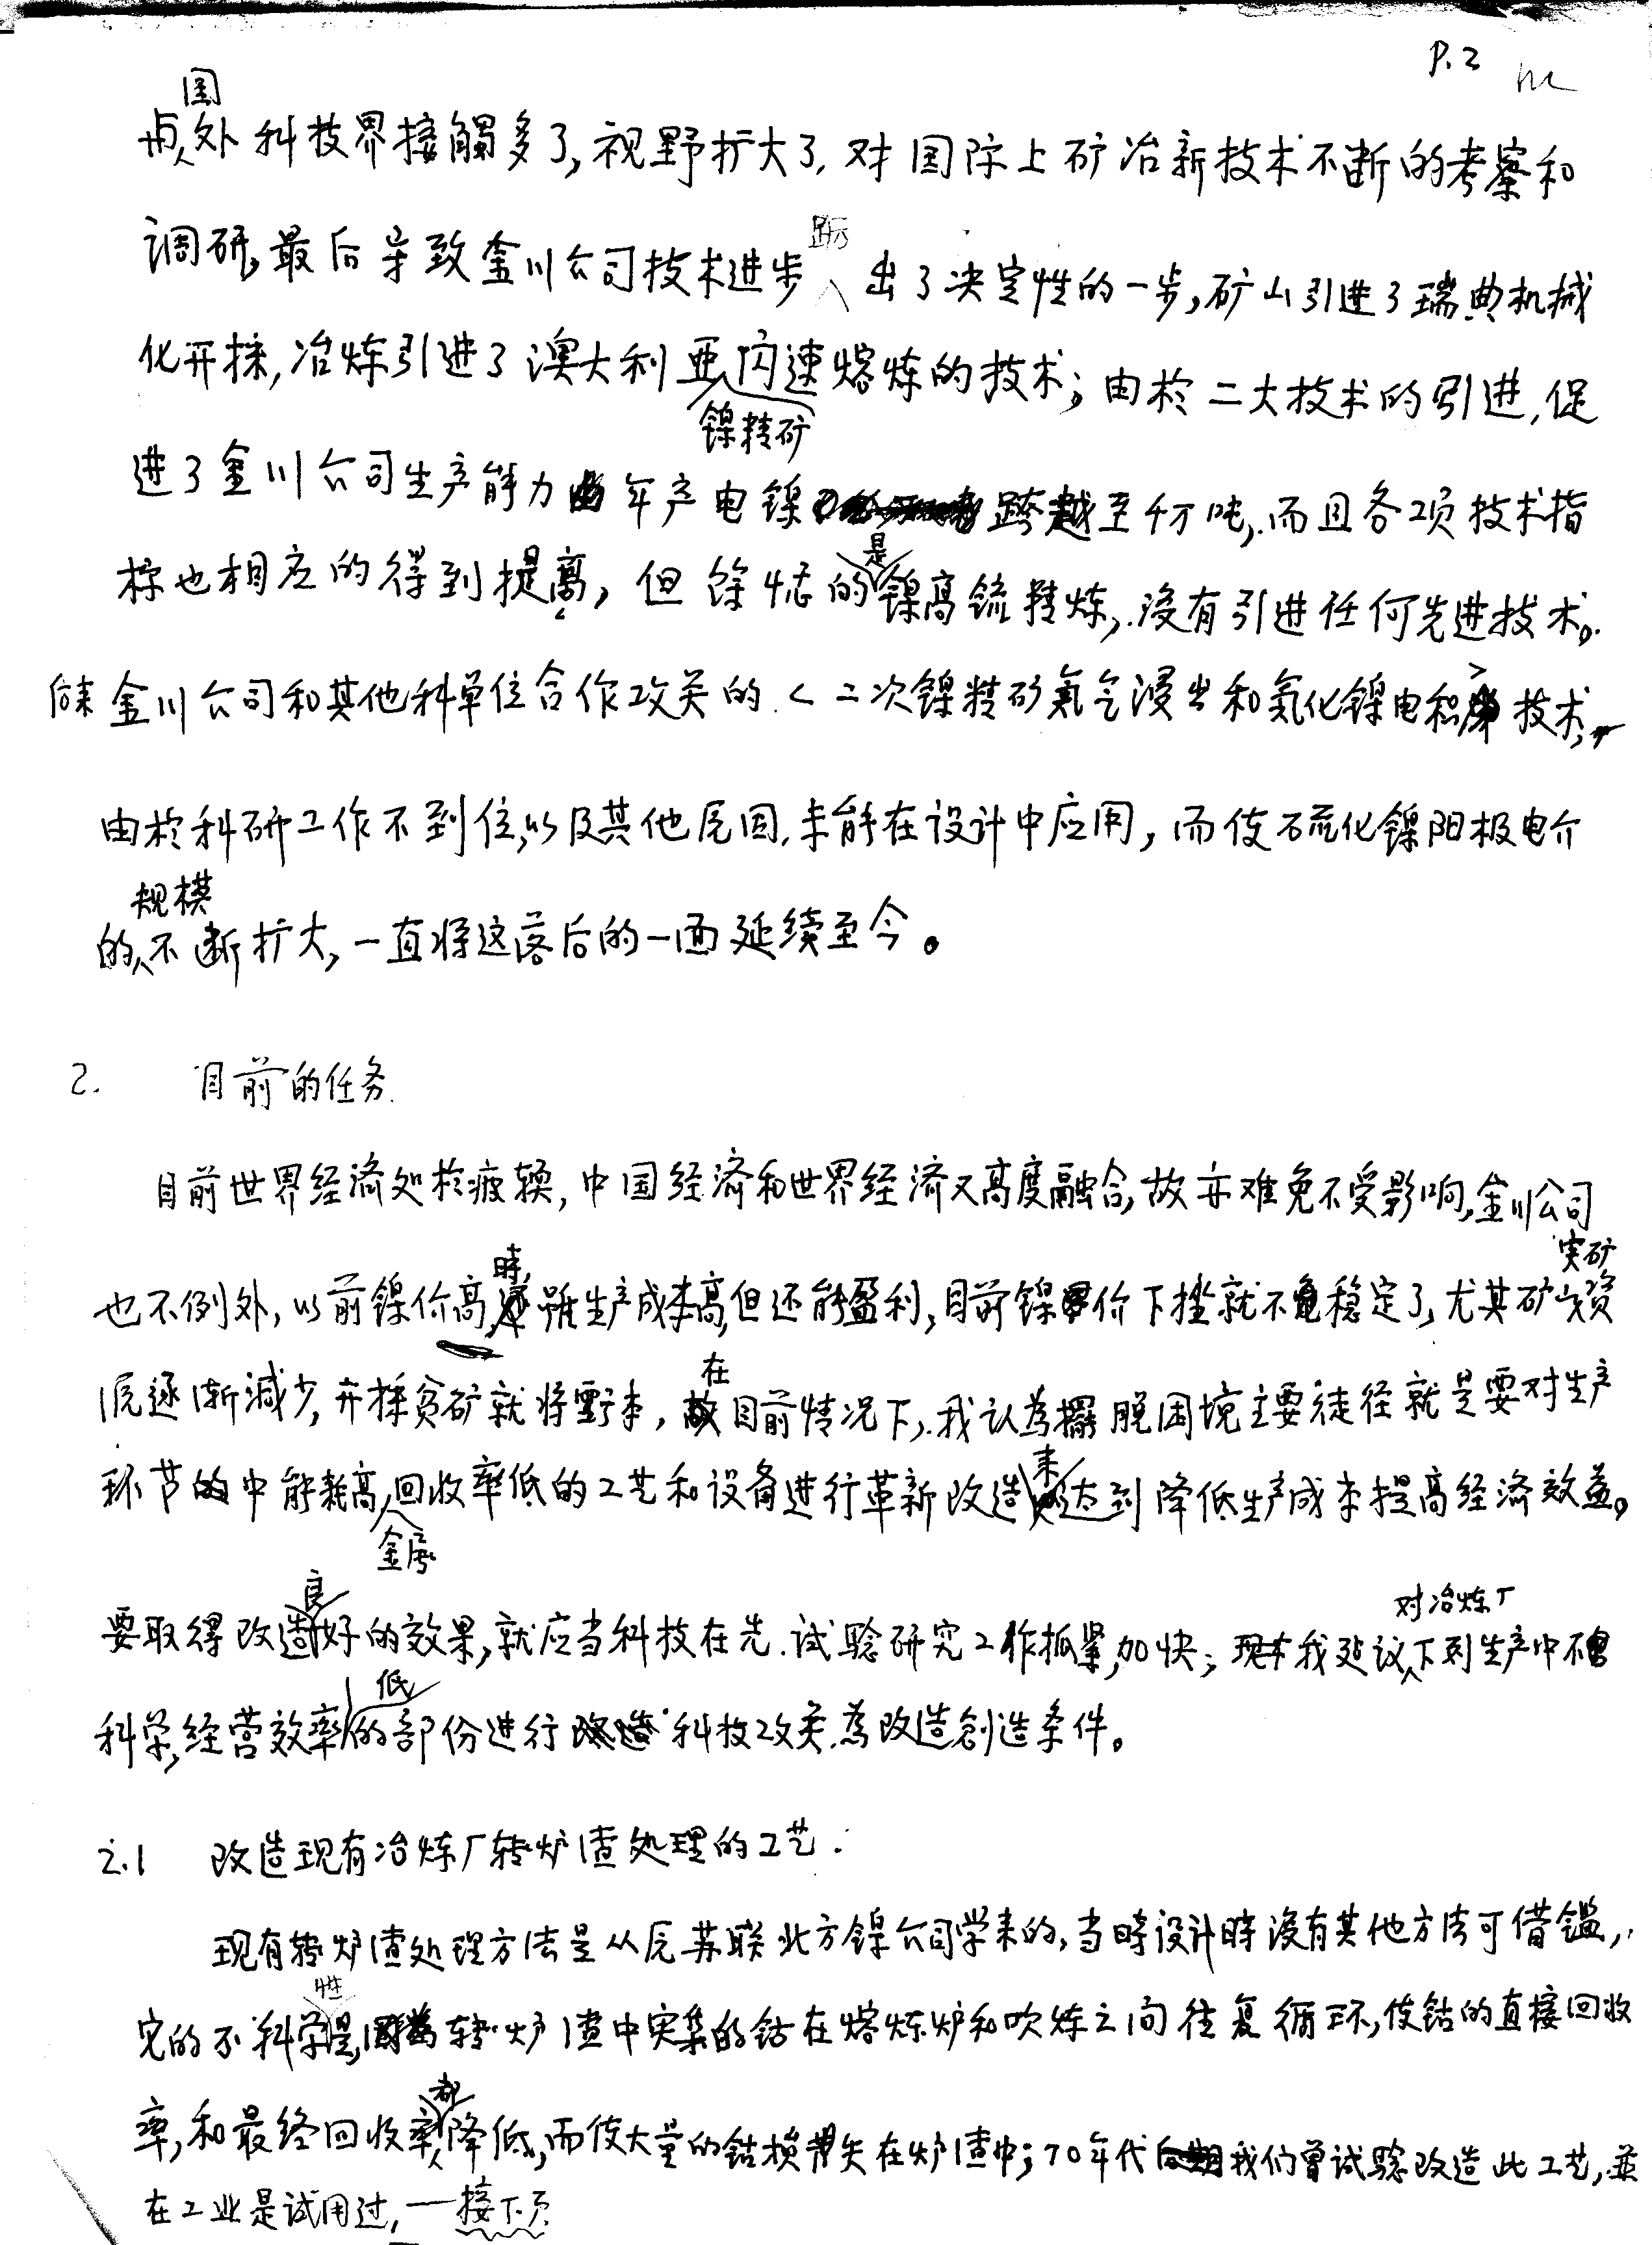 P.2
与国外科技界接觸多了,视野扩大了.对国际上矿冶新技术不断的考察和
调研,最后导致金川公司技术进步跃出了决定性的一步,矿山引进了瑞典机械
化开採,冶炼引进了澳大利亚镍精矿闪速熔炼的技术;由於二大技术的引进,促
进了金川公司生产能力由年产电镍跨越至千万吨,而且各项技术指
标也相应的得到提高,但馀憾的是镍高锍精炼,没有引进任何先进技术。
后来金川公司和其他科单位合作攻关的<二次镍精矿氯气浸出和氯化镍电积>技术,
由於科研工作不到位,以及其他原因,未能在设计中应用,而使硫化镍阳极电介
的规模不断扩大,一直将这落后的一面延续至今。
2. 目前的任务.
目前世界经济处於疲软,中国经济和世界经济又高度融合,故亦难免不受影响,金川公司
也不例外,以前镍价高時,虽生产成本高,但还能盈利,目前镍价下挫就不稳定了,尤其矿山资
源逐渐减少,开採贫矿就将亏本,在目前情况下,我认為摆脱困境主要途径就是要对生产
环节中能耗高,金属回收率低的工艺和设备进行革新改造来达到降低生产成本提高经济效益。
要取得改造良好的效果,就应当科技在先.试驗研究工作抓紧,加快;我建议对冶炼厂下列生产中不
科学,经营效率低的部份进行科技攻关.為改造創造条件。
2.1 改造现有冶炼厂转炉渣处理的工艺.
现有转炉渣处理方法是从原苏联北方镍公司学来的,当時设计時没有其他方法可借鑑,
它的不科学性是,转炉渣中富集的钴在熔炼炉和吹炼之间往复循环,使钴的直接回收
率,和最终回收率都降低,而使大量的钴损失在炉渣中;70年代我们曾试驗改造此工艺,並
在工业是试用过,一接下页